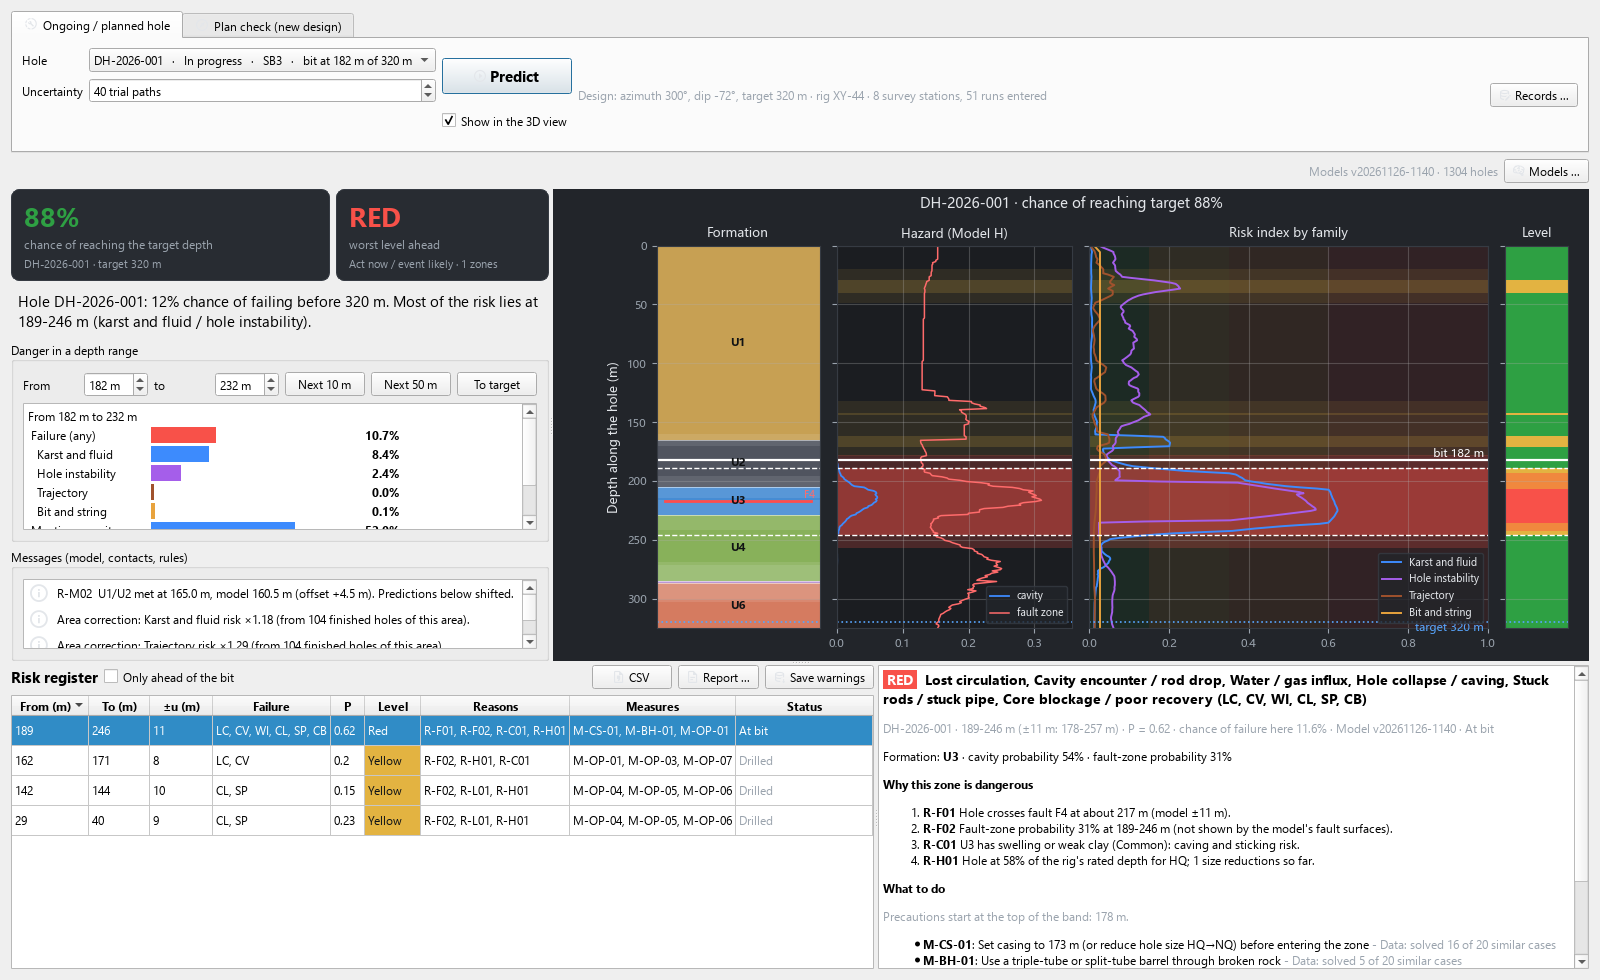 Ongoing / planned hole
Plan check (new design)
Hole
DH-2026-001 · In progress · SB3 · bit at 182 m of 320 m
Predict
Uncertainty
40 trial paths
Design: azimuth 300°, dip -72°, target 320 m · rig XY-44 · 8 survey stations, 51 runs entered
Records ...
Show in the 3D view
Models v20261126-1140 · 1304 holes
Models ...
88%
chance of reaching the target depth
DH-2026-001 · target 320 m
RED
worst level ahead
Act now / event likely · 1 zones
Hole DH-2026-001: 12% chance of failing before 320 m. Most of the risk lies at
189-246 m (karst and fluid / hole instability).
Danger in a depth range
From
182 m
to
232 m
Next 10 m
Next 50 m
To target
From 182 m to 232 m
Failure (any)
10.7%
Karst and fluid
8.4%
Hole instability
2.4%
Trajectory
0.0%
Bit and string
0.1%
Messages (model, contacts, rules)
R-M02 U1/U2 met at 165.0 m, model 160.5 m (offset +4.5 m). Predictions below shifted.
Area correction: Karst and fluid risk ×1.18 (from 104 finished holes of this area).
Area correction: Trajectory risk ×1.29 (from 104 finished holes of this area)
DH-2026-001 · chance of reaching target 88%
Formation
Hazard (Model H)
Risk index by family
Level
Depth along the hole (m)
0
50
100
150
200
250
300
U1
U2
U3
U4
U6
0.0
0.1
0.2
0.3
cavity
fault zone
bit 182 m
Karst and fluid
Hole instability
Trajectory
Bit and string
target 320 m
0.0
0.2
0.4
0.6
0.8
1.0
Risk register
Only ahead of the bit
CSV
Report ...
Save warnings
From (m)
To (m)
±u (m)
Failure
P
Level
Reasons
Measures
Status
189
246
11
LC, CV, WI, CL, SP, CB
0.62
Red
R-F01, R-F02, R-C01, R-H01
M-CS-01, M-BH-01, M-OP-01
At bit
162
171
8
LC, CV
0.2
Yellow
R-F02, R-H01, R-C01
M-OP-01, M-OP-03, M-OP-07
Drilled
142
144
10
CL, SP
0.15
Yellow
R-F02, R-L01, R-H01
M-OP-04, M-OP-05, M-OP-06
Drilled
29
40
9
CL, SP
0.23
Yellow
R-F02, R-L01, R-H01
M-OP-04, M-OP-05, M-OP-06
Drilled
RED Lost circulation, Cavity encounter / rod drop, Water / gas influx, Hole collapse / caving, Stuck
rods / stuck pipe, Core blockage / poor recovery (LC, CV, WI, CL, SP, CB)
DH-2026-001 · 189-246 m (±11 m: 178-257 m) · P = 0.62 · chance of failure here 11.6% · Model v20261126-1140 · At bit
Formation: U3 · cavity probability 54% · fault-zone probability 31%
Why this zone is dangerous
1. R-F01 Hole crosses fault F4 at about 217 m (model ±11 m).
2. R-F02 Fault-zone probability 31% at 189-246 m (not shown by the model's fault surfaces).
3. R-C01 U3 has swelling or weak clay (Common): caving and sticking risk.
4. R-H01 Hole at 58% of the rig's rated depth for HQ; 1 size reductions so far.
What to do
Precautions start at the top of the band: 178 m.
• M-CS-01: Set casing to 173 m (or reduce hole size HQ→NQ) before entering the zone - Data: solved 16 of 20 similar cases
• M-BH-01: Use a triple-tube or split-tube barrel through broken rock - Data: solved 5 of 20 similar cases